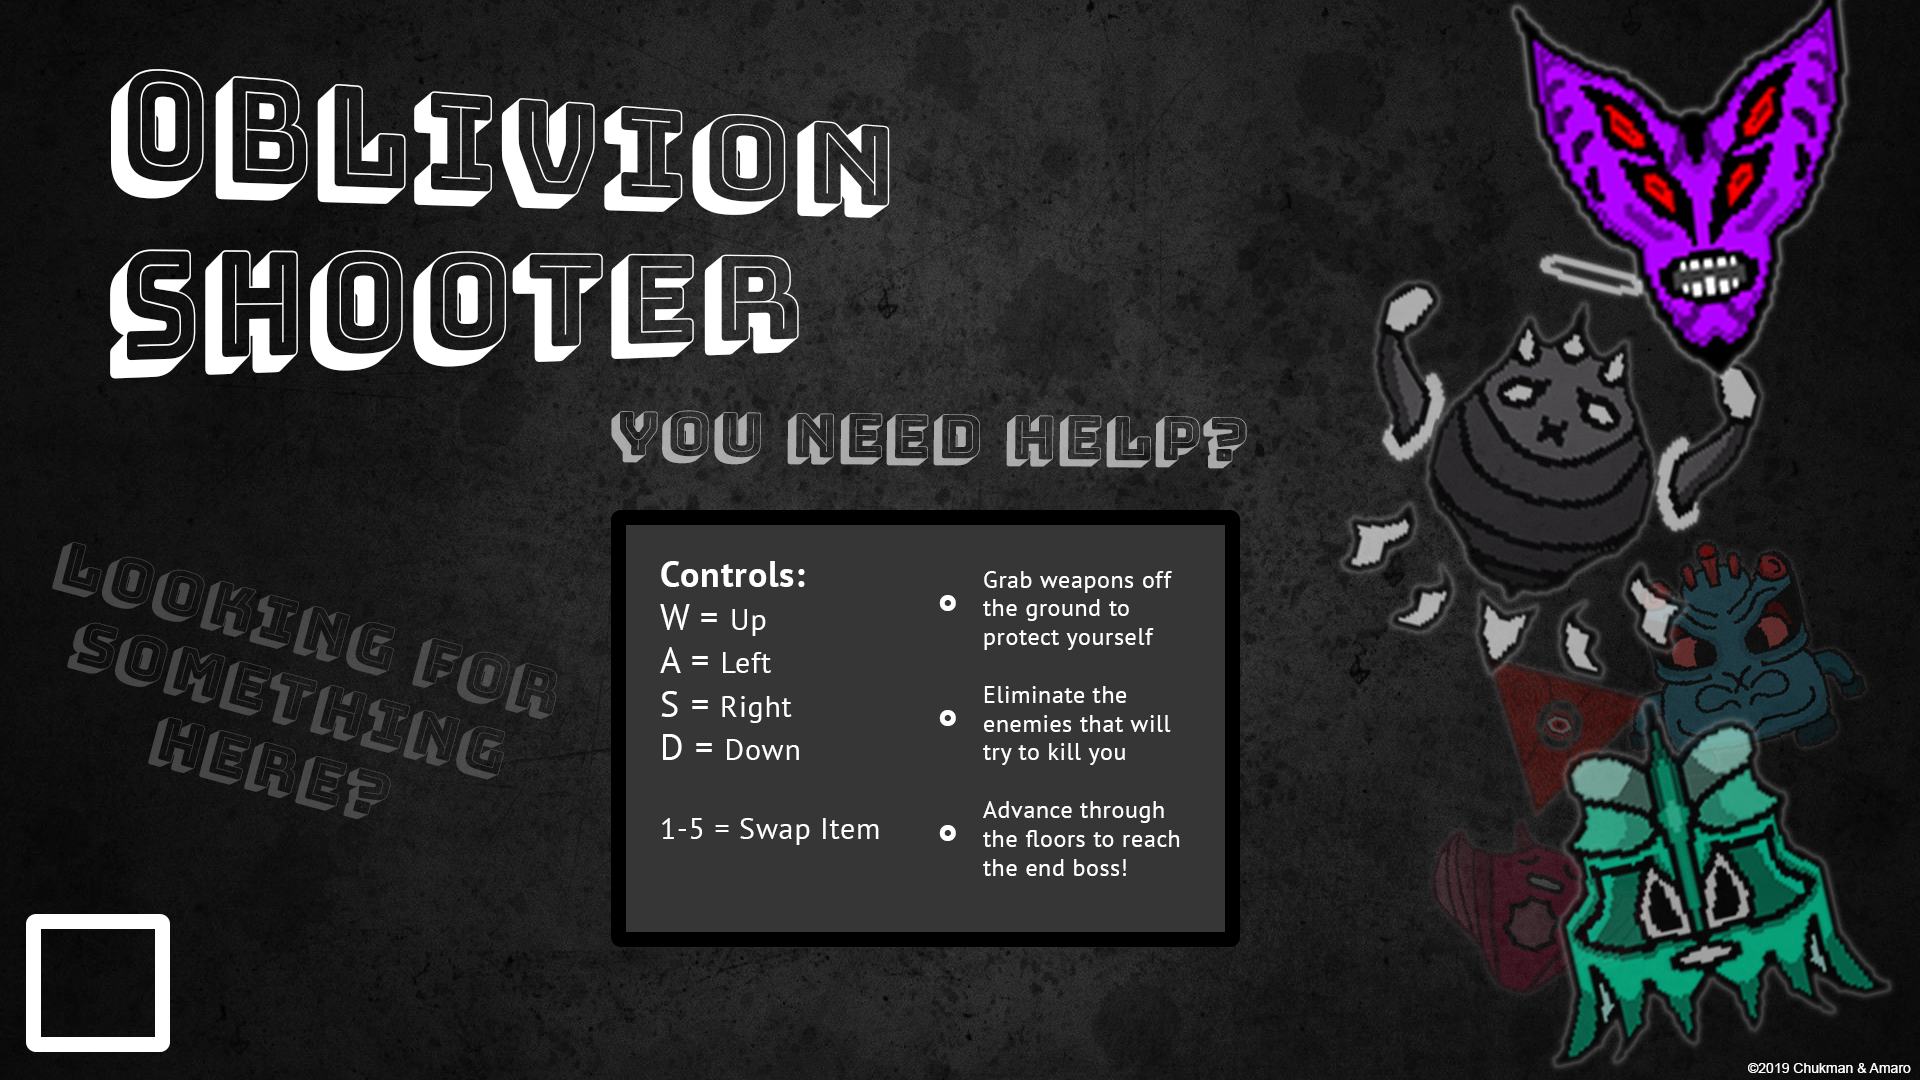 OBLIVION
SHOOTER
YOU NEED HELP?
LOOKING FOR
SOMETHING
HERE?
Controls:
W = Up
A = Left
S = Right
D = Down
1-5 = Swap Item
Grab weapons off
the ground to
protect yourself
Eliminate the
enemies that will
try to kill you
Advance through
the floors to reach
the end boss!
©2019 Chukman & Amaro